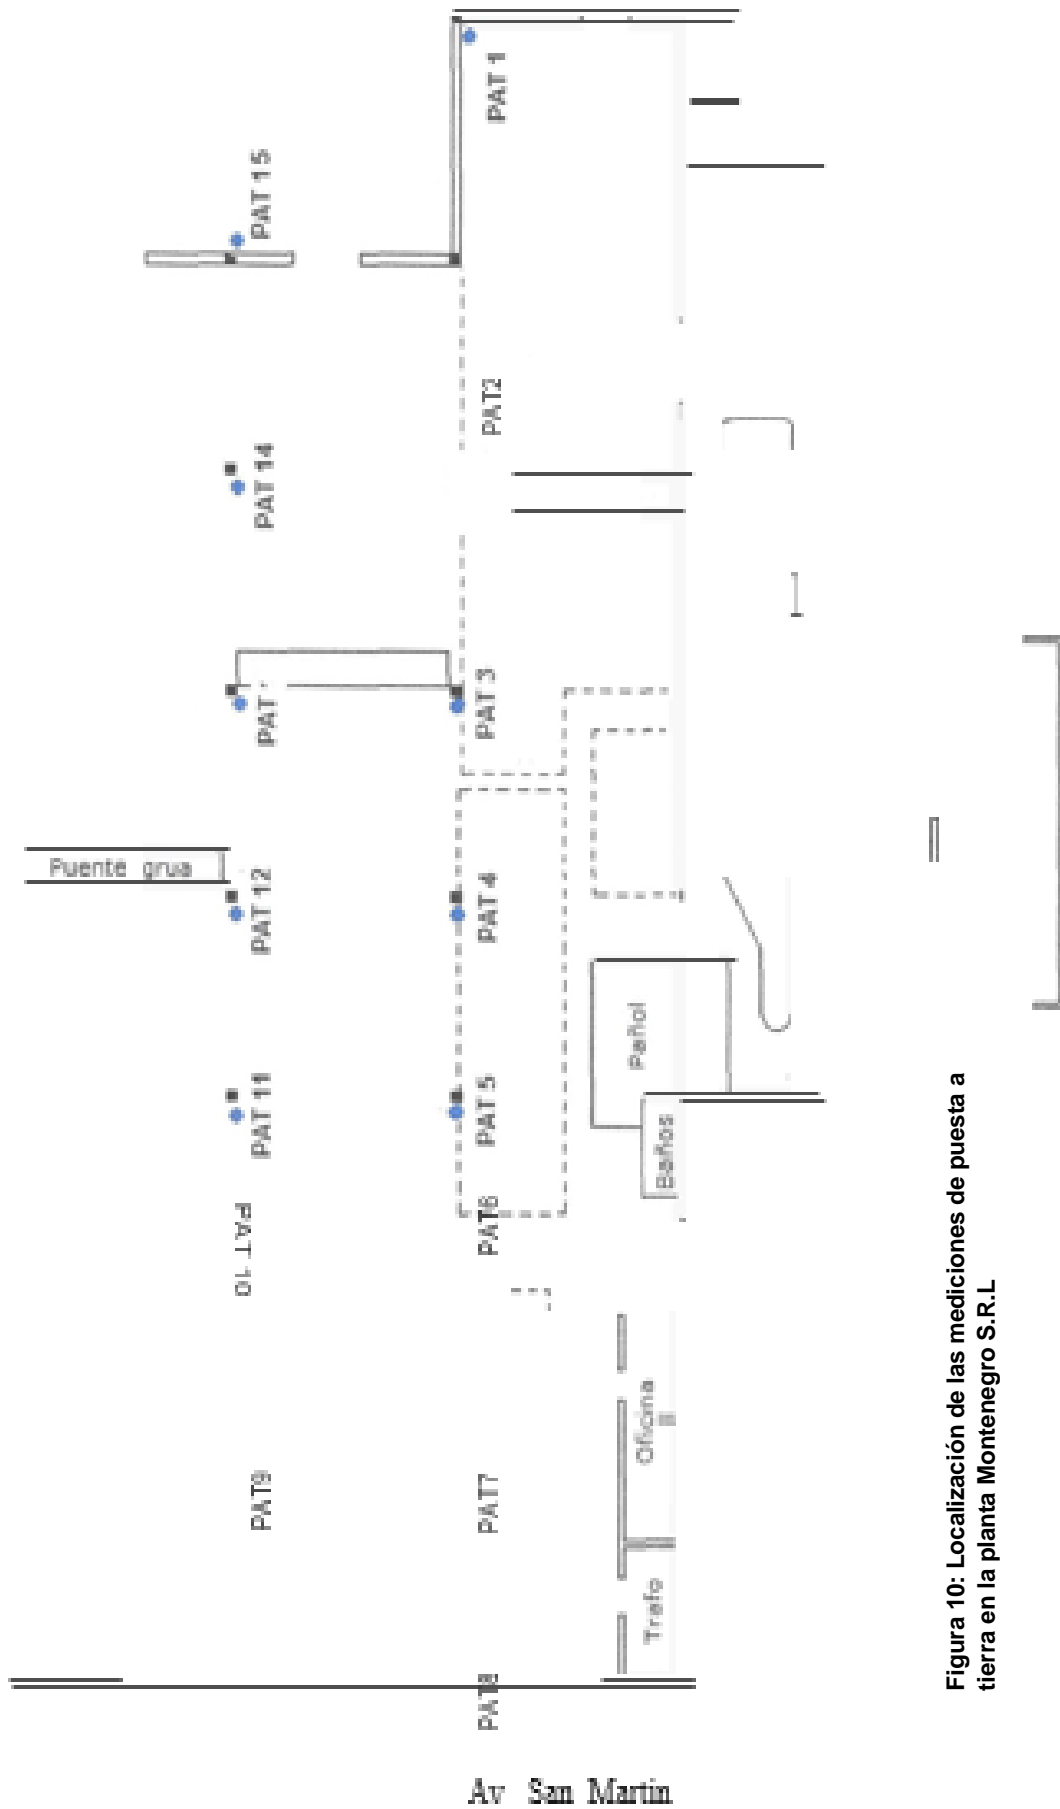 PAT 15
PAT 1
PAT 14
PAT2
PAT
PAT 3
Puente grua
PAT 12
PAT 4
Pañol
PAT 11
PAT 5
Baños
PAT 10
PAT6
PAT9
PAT7
Oficina
Trafo
PAT8
Av San Martin
Figura 10: Localización de las mediciones de puesta a
tierra en la planta Montenegro S.R.L